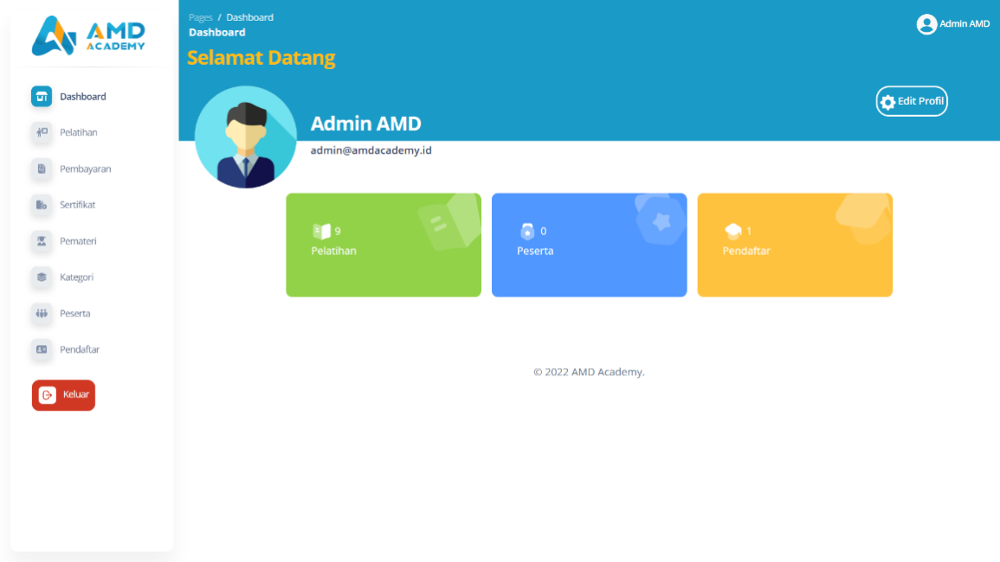 AMD
ACADEMY
Dashboard
Pelatihan
Pembayaran
Sertifikat
Pemateri
Kategori
Peserta
Pendaftar
Keluar
Pages / Dashboard
Dashboard
Admin AMD
Selamat Datang
Edit Profil
Admin AMD
admin@amdacademy.id
9
Pelatihan
0
Peserta
1
Pendaftar
© 2022 AMD Academy.